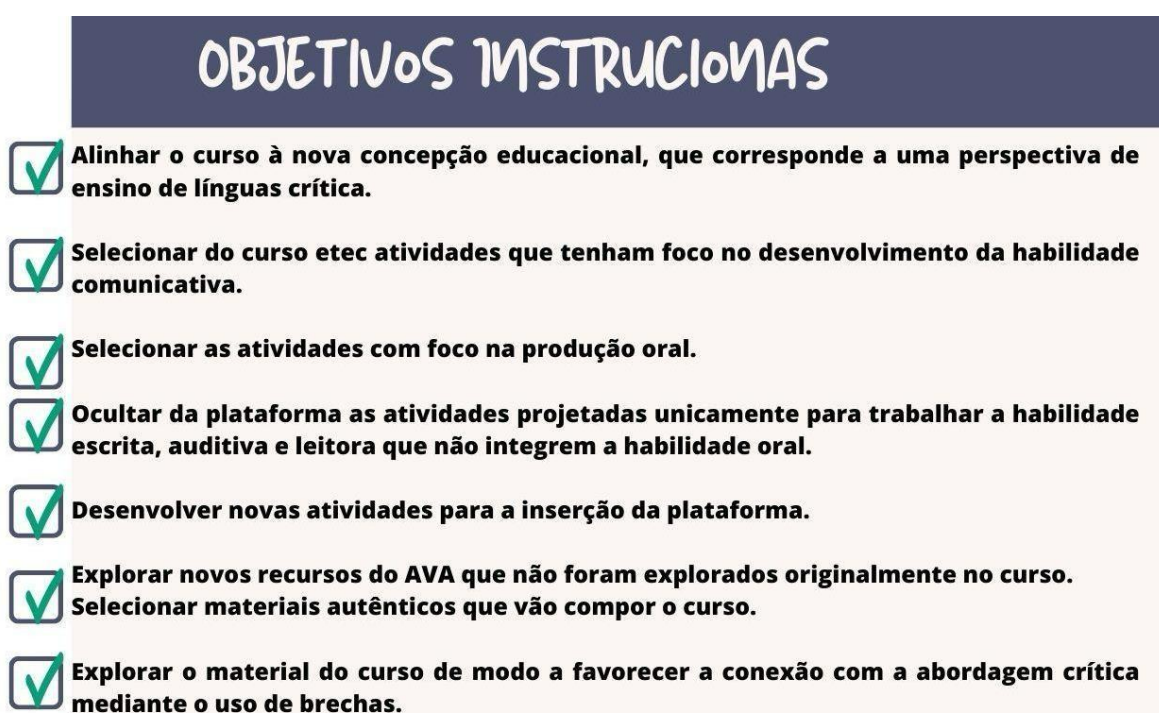 OBJETIVOS INSTRUCIONAS
Alinhar o curso à nova concepção educacional, que corresponde a uma perspectiva de
ensino de línguas crítica.
Selecionar do curso etec atividades que tenham foco no desenvolvimento da habilidade
comunicativa.
Selecionar as atividades com foco na produção oral.
Ocultar da plataforma as atividades projetadas unicamente para trabalhar a habilidade
escrita, auditiva e leitora que não integrem a habilidade oral.
Desenvolver novas atividades para a inserção da plataforma.
Explorar novos recursos do AVA que não foram explorados originalmente no curso.
Selecionar materiais autênticos que vão compor o curso.
Explorar o material do curso de modo a favorecer a conexão com a abordagem crítica
mediante o uso de brechas.